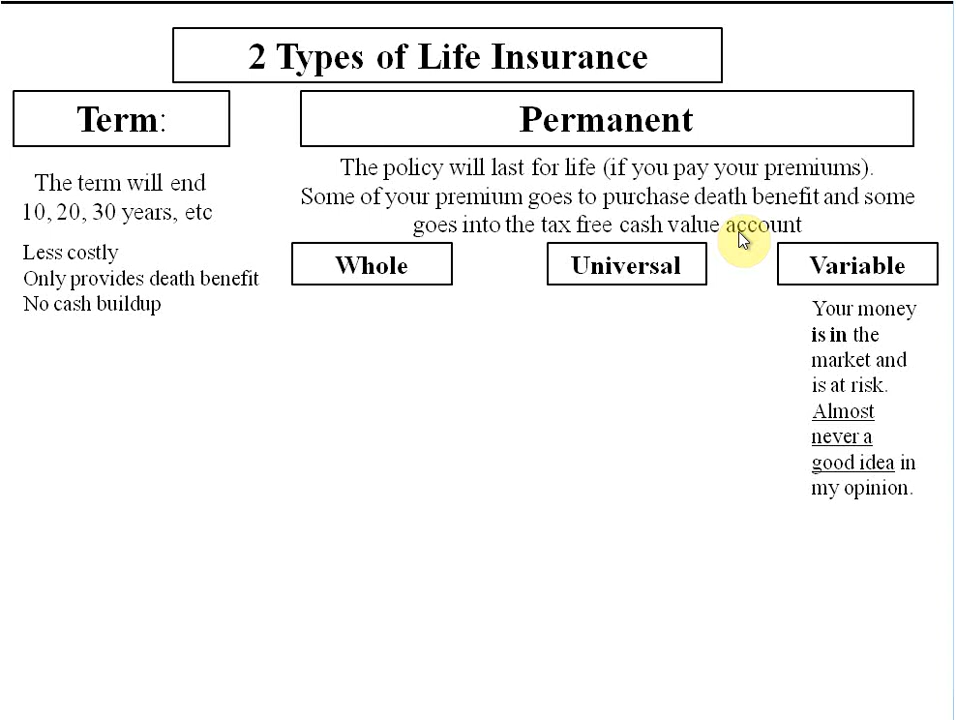 2 Types of Life Insurance
Term:
The term will end
10, 20, 30 years, etc
Less costly
Only provides death benefit
No cash buildup
Permanent
The policy will last for life (if you pay your premiums).
Some of your premium goes to purchase death benefit and some
goes into the tax free cash value account
Whole
Universal
Variable
Your money
is in the
market and
is at risk.
Almost
never a
good idea in
my opinion.